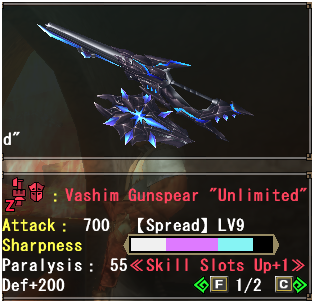 d"
Z : Vashim Gunspear "Unlimited"
Attack: 700 【Spread】LV9
Sharpness
Paralysis: 55≪Skill Slots Up+1≫
Def+200 F 1/2 C